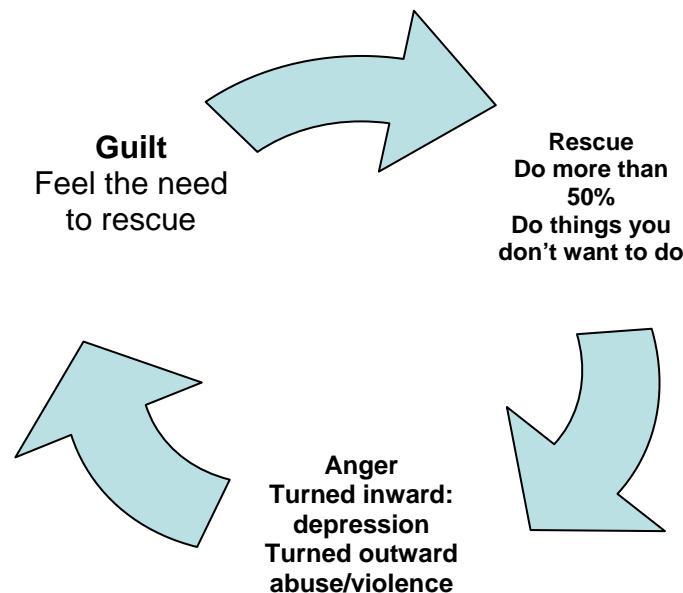 Guilt
Feel the need
to rescue
Rescue
Do more than
50%
Do things you
don't want to do
Anger
Turned inward:
depression
Turned outward
abuse/violence